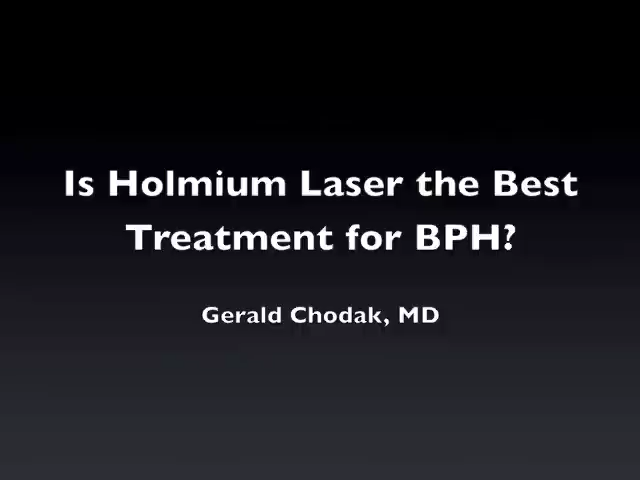 Is Holmium Laser the Best
Treatment for BPH?
Gerald Chodak, MD